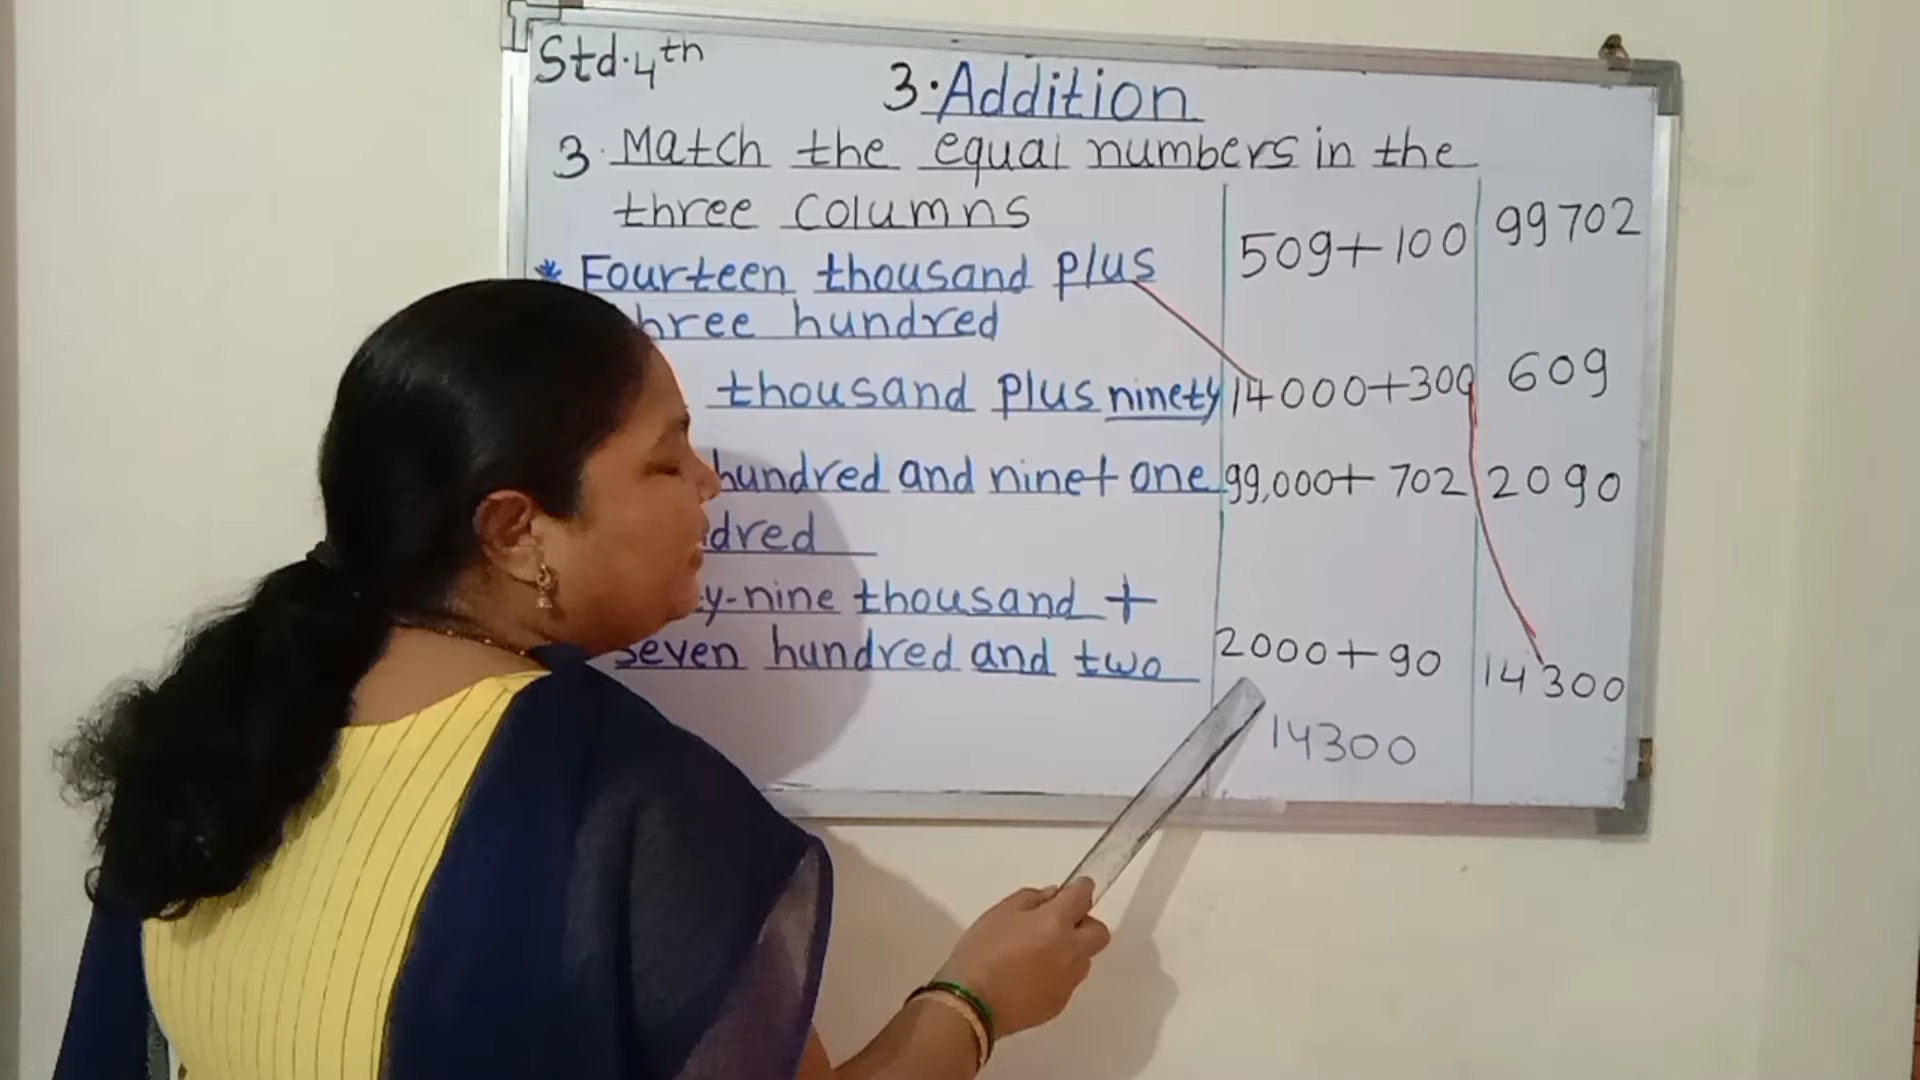 Std. 4th
3. Addition
3. Match the equal numbers in the
three columns
* Fourteen thousand plus
hree hundred
thousand plus ninety
hundred and nine + one
dred
y-nine thousand +
seven hundred and two
509+100
14000+300
99,000+ 702
2000+90
14300
99702
609
2090
14300